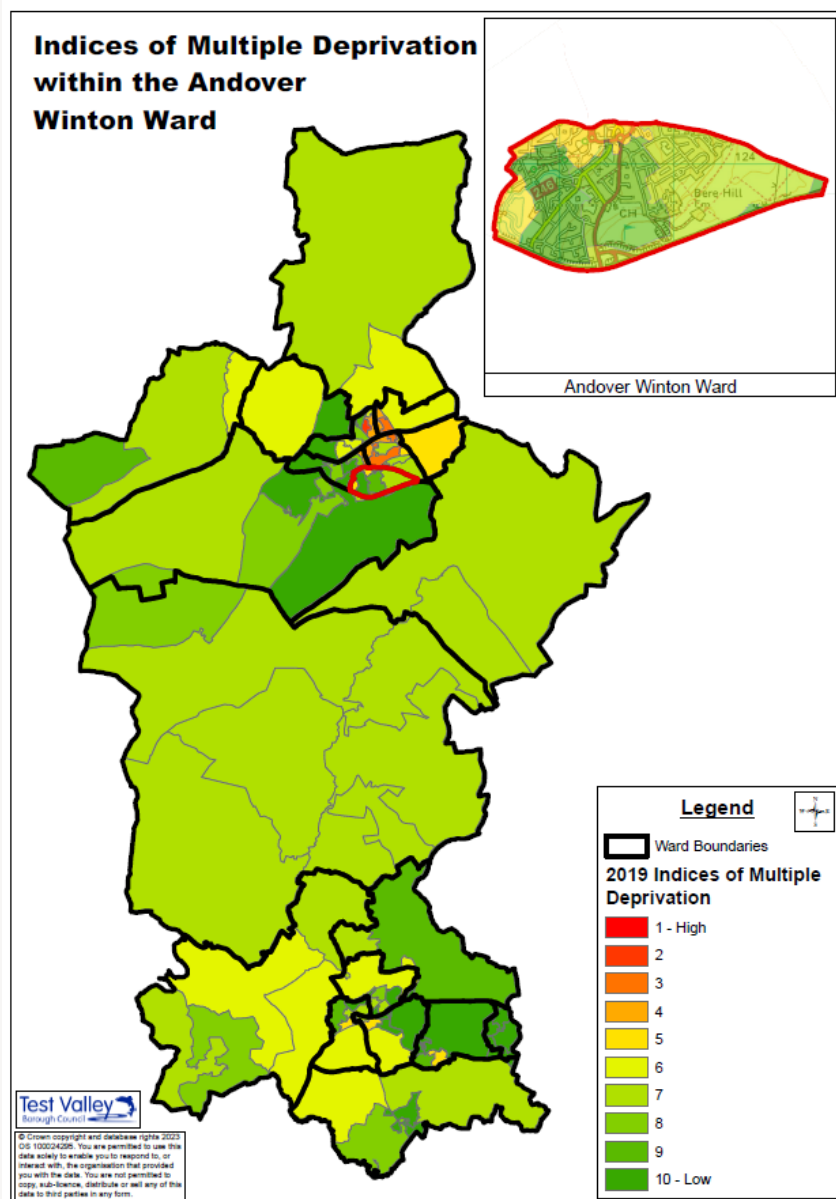 Indices of Multiple Deprivation
within the Andover
Winton Ward
124
Bere Hill
CH
Andover Winton Ward
Legend
Ward Boundaries
2019 Indices of Multiple
Deprivation
1 - High
2
3
4
5
6
7
8
9
10 - Low
Test Valley
Borough Council
© Crown copyright and database rights 2023
OS 100024295. You are permitted to use this
data solely to enable you to respond to, or
interact with, the organisation that provided
you with the data. You are not permitted to
copy, sub-licence, distribute or sell any of this
data to third parties in any form.